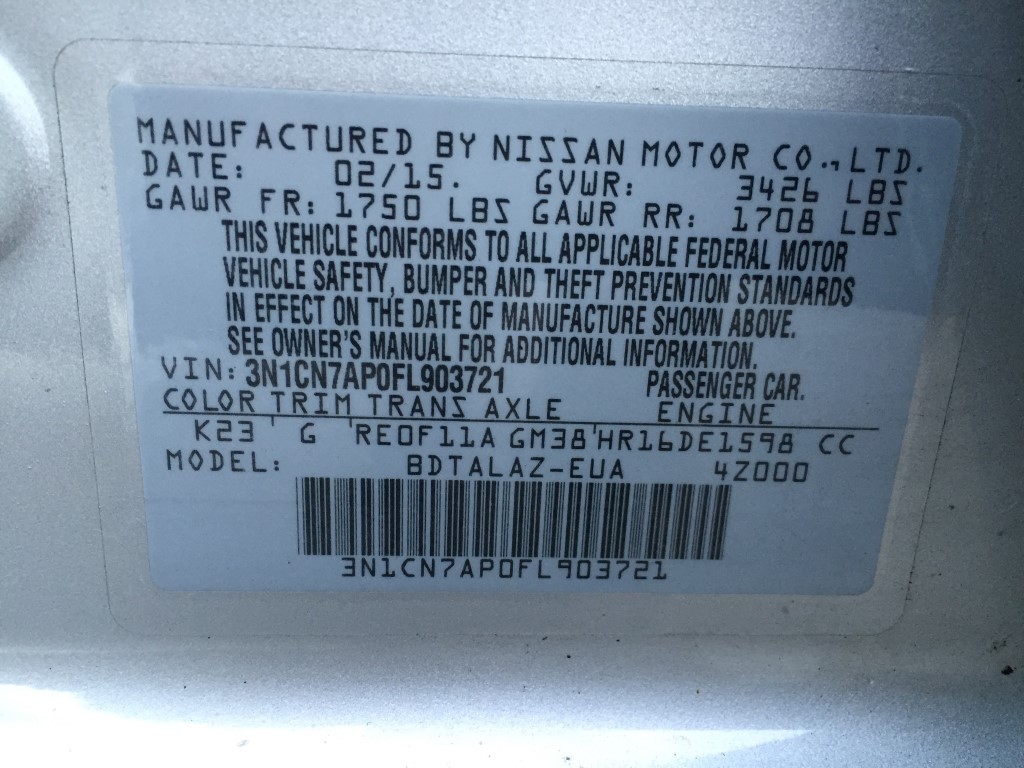 MANUFACTURED BY NISSAN MOTOR CO., LTD.
DATE: 02/15. GVWR: 3426 LBS
GAWR FR: 1750 LBS GAWR RR: 1708 LBS
THIS VEHICLE CONFORMS TO ALL APPLICABLE FEDERAL MOTOR
VEHICLE SAFETY, BUMPER AND THEFT PREVENTION STANDARDS
IN EFFECT ON THE DATE OF MANUFACTURE SHOWN ABOVE.
SEE OWNER'S MANUAL FOR ADDITIONAL INFORMATION.
VIN: 3N1CN7AP0FL903721 PASSENGER CAR.
COLOR TRIM TRANS AXLE ENGINE
K23 ' G 'RE0F11A GM38'HR16DE1598 CC
MODEL: BDTALAZ-EUA 4Z000
3N1CN7AP0FL903721